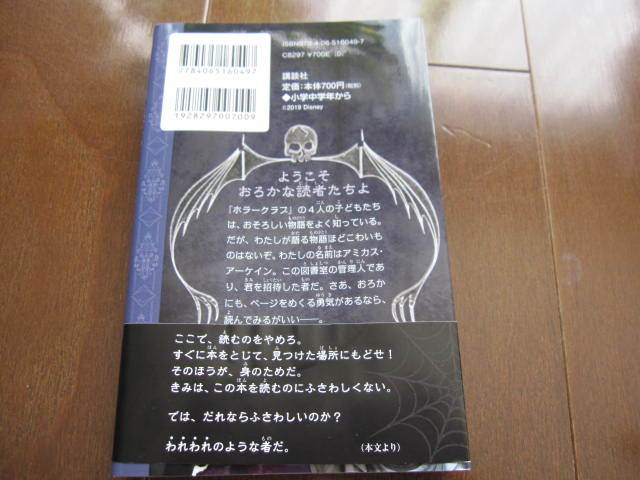 9784065160497
1928297007009
ISBN978-4-06-516049-7
C8297 ¥700E (0)
講談社
定価：本体700円(税別)
◆小学中学年から
©2019 Disney
ようこそ
おろかな読者たちよ
「ホラークラブ」の4人の子どもたち
は、おそろしい物語をよく知っている。
だが、わたしが語る物語ほどこわい
ものはないぞ。わたしの名前はアミカス・
アーケイン。この図書室の管理人であ
り、君を招待した者だ。さあ、おろか
にも、ページをめくる勇気があるなら、
読んでみるがいい――。
ここで、読むのをやめろ。
すぐに本をとじて、見つけた場所にもどせ！
そのほうが、身のためだ。
きみは、この本を読むのにふさわしくない。
では、だれならふさわしいのか？
われわれのような者だ。
（本文より）